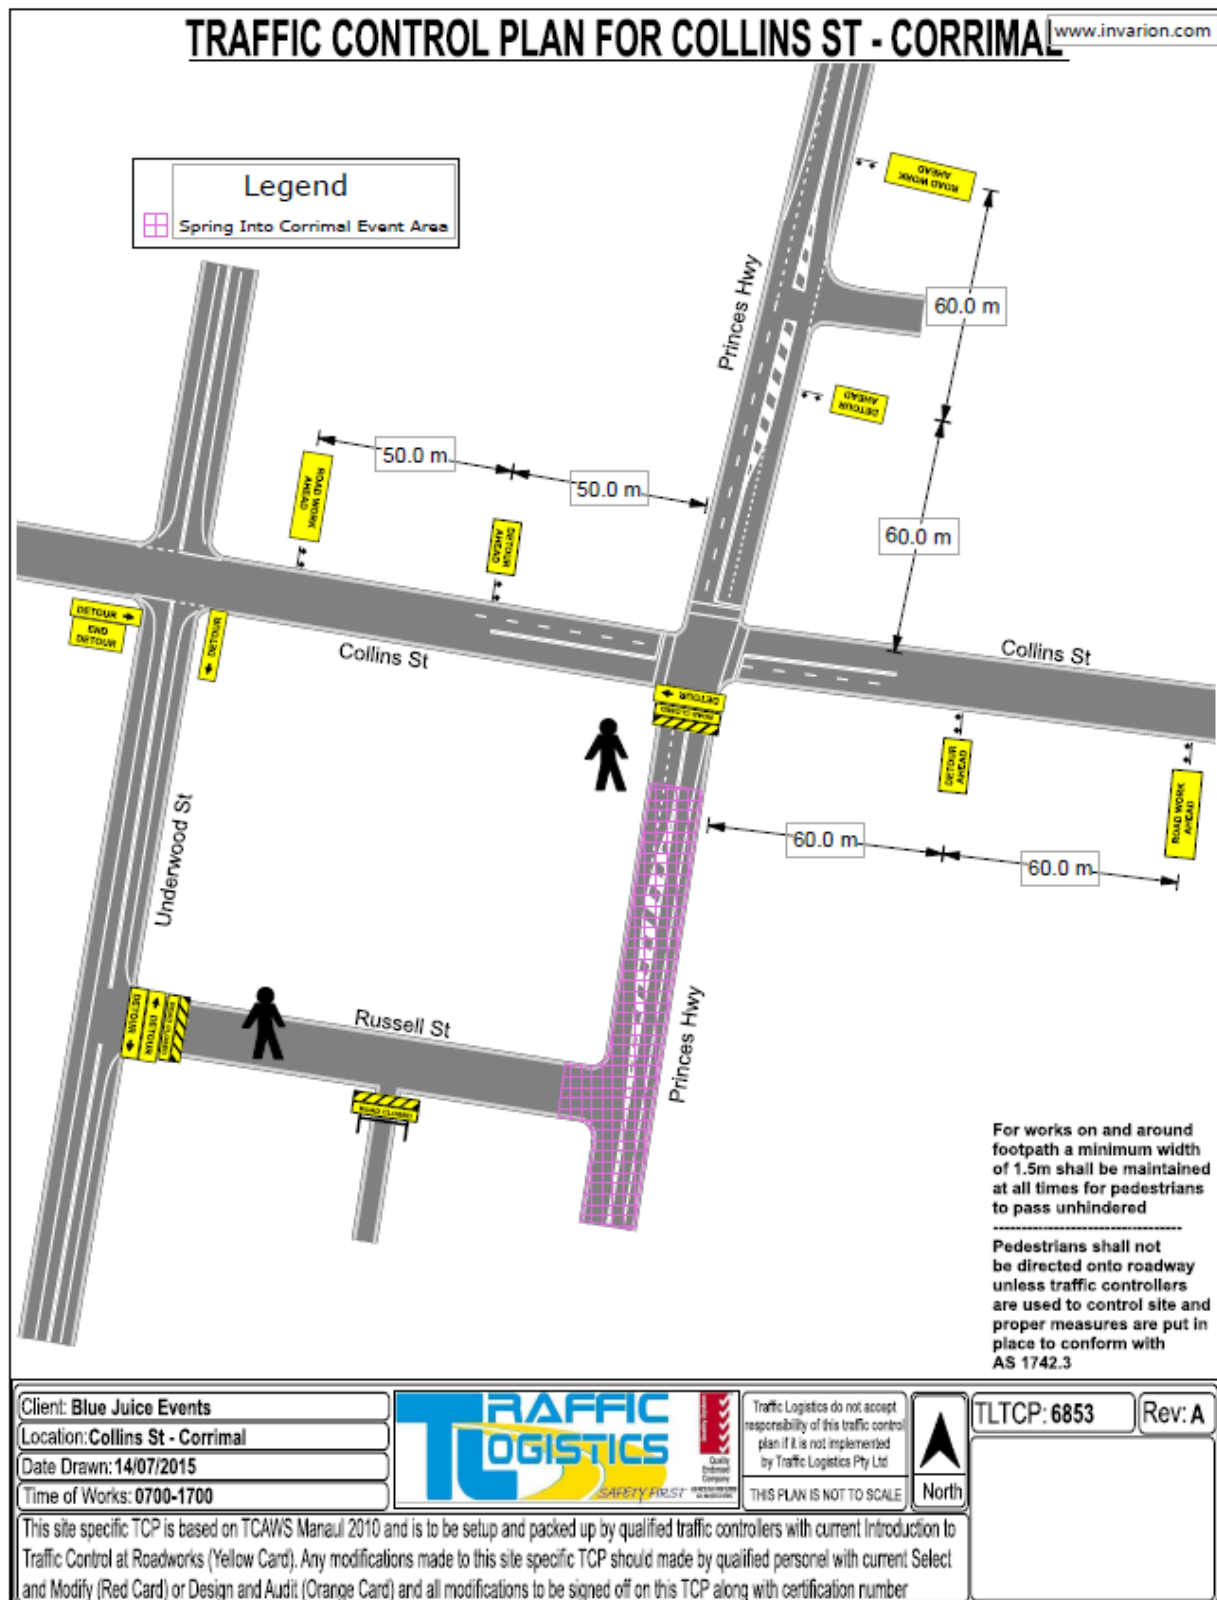 TRAFFIC CONTROL PLAN FOR COLLINS ST - CORRIMAL
www.invarion.com
Legend
Spring Into Corrimal Event Area
ROAD WORK
AHEAD
Princes Hwy
60.0 m
DETOUR
AHEAD
50.0 m
50.0 m
ROAD WORK
AHEAD
DETOUR
AHEAD
60.0 m
DETOUR
END
DETOUR
DETOUR
Collins St
Collins St
DETOUR
ROAD CLOSED
DETOUR
AHEAD
ROAD WORK
AHEAD
60.0 m
60.0 m
Underwood St
Princes Hwy
DETOUR
DETOUR
ROAD CLOSED
Russell St
ROAD CLOSED
For works on and around
footpath a minimum width
of 1.5m shall be maintained
at all times for pedestrians
to pass unhindered
Pedestrians shall not
be directed onto roadway
unless traffic controllers
are used to control site and
proper measures are put in
place to conform with
AS 1742.3
Client: Blue Juice Events
Location: Collins St - Corrimal
Date Drawn: 14/07/2015
Time of Works: 0700-1700
TRAFFIC
LOGISTICS
SAFETY FIRST
Quality
Endorsed
Company
Traffic Logistics do not accept
responsibility of this traffic control
plan if it is not implemented
by Traffic Logistics Pty Ltd
THIS PLAN IS NOT TO SCALE
North
TLTCP: 6853
Rev: A
This site specific TCP is based on TCAWS Manaul 2010 and is to be setup and packed up by qualified traffic controllers with current Introduction to
Traffic Control at Roadworks (Yellow Card). Any modifications made to this site specific TCP should made by qualified personel with current Select
and Modify (Red Card) or Design and Audit (Orange Card) and all modifications to be signed off on this TCP along with certification number